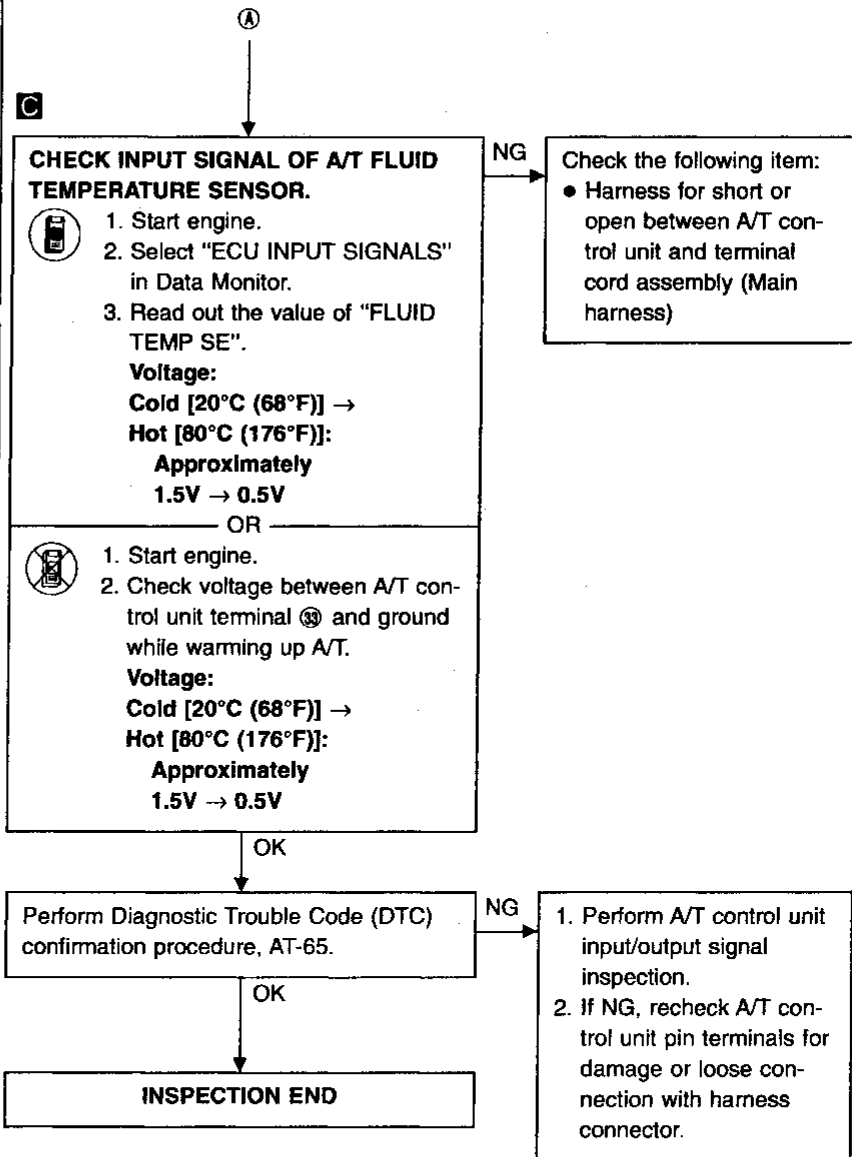 Ⓐ
C
CHECK INPUT SIGNAL OF A/T FLUID
TEMPERATURE SENSOR.
1. Start engine.
2. Select "ECU INPUT SIGNALS"
in Data Monitor.
3. Read out the value of "FLUID
TEMP SE".
Voltage:
Cold [20°C (68°F)] →
Hot [80°C (176°F)]:
Approximately
1.5V → 0.5V
OR
1. Start engine.
2. Check voltage between A/T con-
trol unit terminal ㉝ and ground
while warming up A/T.
Voltage:
Cold [20°C (68°F)] →
Hot [80°C (176°F)]:
Approximately
1.5V → 0.5V
NG
Check the following item:
● Harness for short or
open between A/T con-
trol unit and terminal
cord assembly (Main
harness)
OK
Perform Diagnostic Trouble Code (DTC)
confirmation procedure, AT-65.
NG
1. Perform A/T control unit
input/output signal
inspection.
2. If NG, recheck A/T con-
trol unit pin terminals for
damage or loose con-
nection with harness
connector.
OK
INSPECTION END